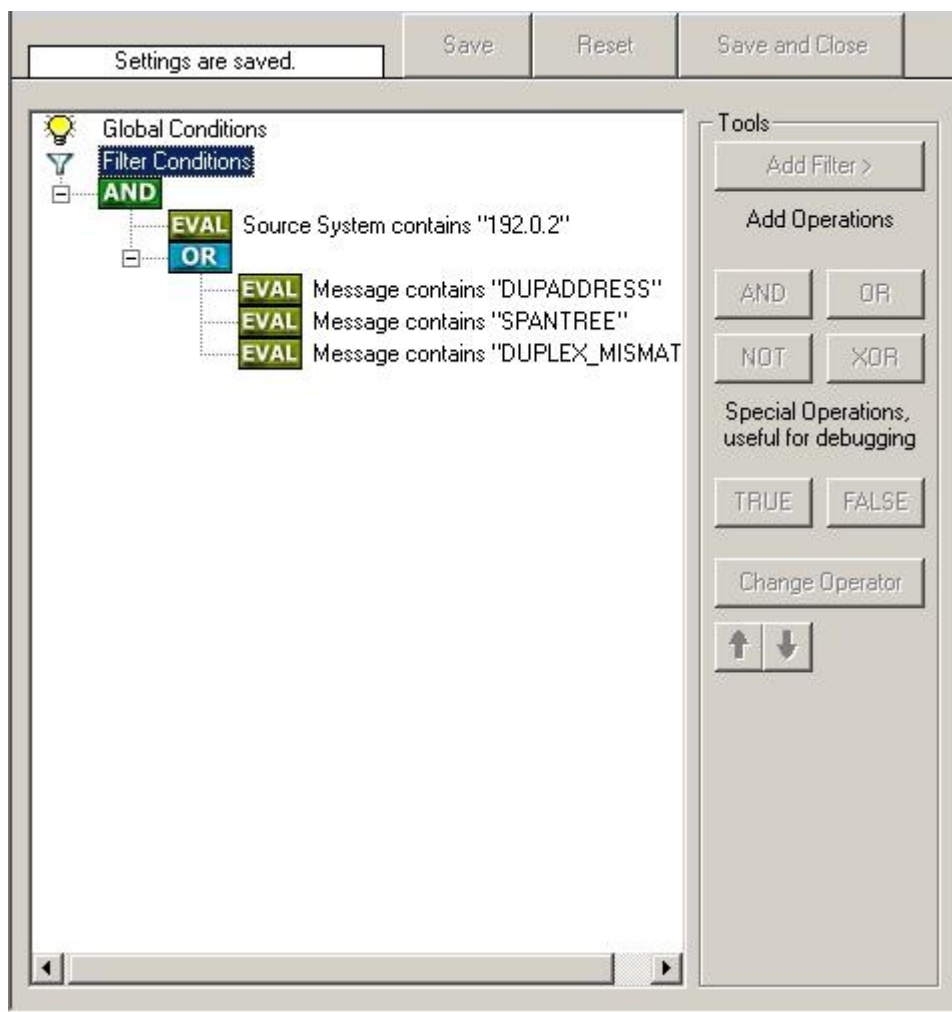 Settings are saved.
Save
Reset
Save and Close
Global Conditions
Filter Conditions
AND
EVAL Source System contains "192.0.2"
OR
EVAL Message contains "DUPADDRESS"
EVAL Message contains "SPANTREE"
EVAL Message contains "DUPLEX_MISMAT
Tools
Add Filter >
Add Operations
AND
OR
NOT
XOR
Special Operations,
useful for debugging
TRUE
FALSE
Change Operator